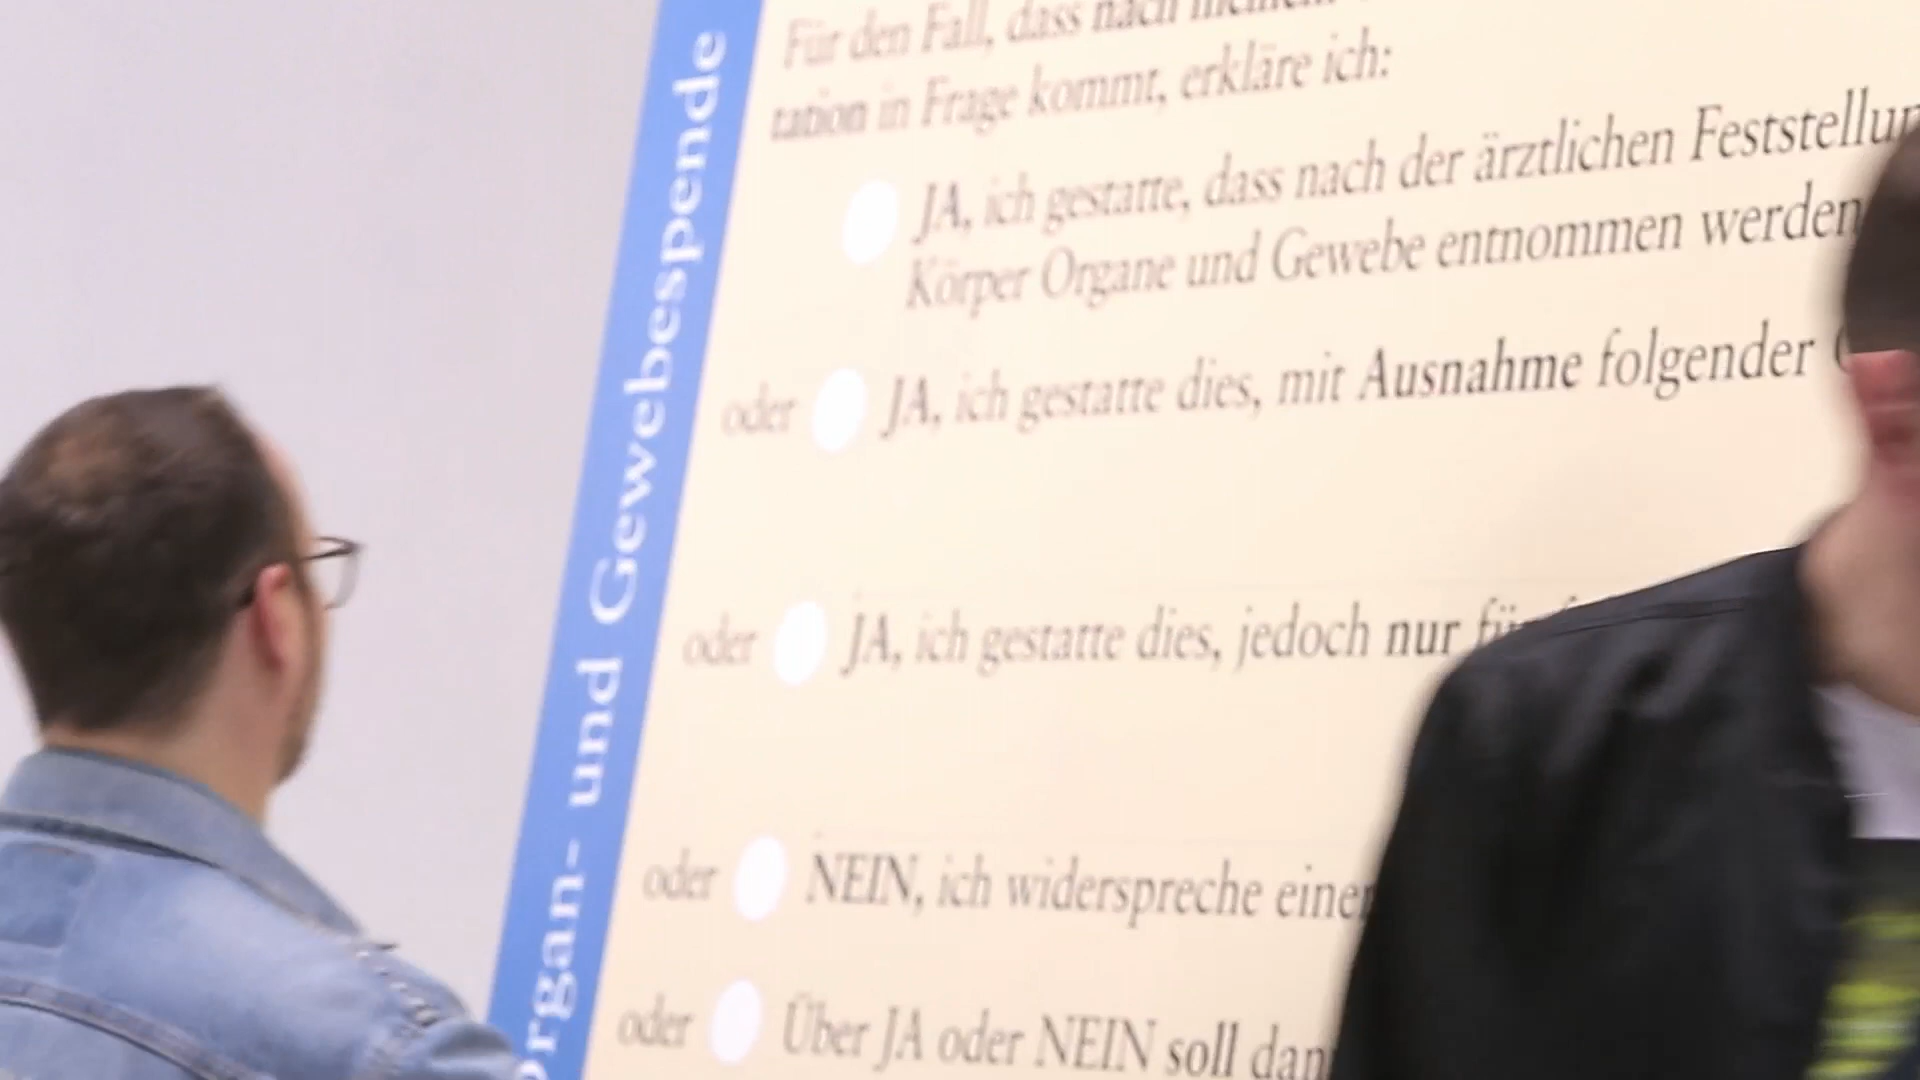 Organ- und Gewebespende
Für den Fall, dass nach
tation in Frage kommt, erkläre ich:
JA, ich gestatte, dass nach der ärztlichen
Körper Organe und Gewebe entnommen werden
oder JA, ich gestatte dies, mit Ausnahme folgender
oder JA, ich gestatte dies, jedoch nur
oder NEIN, ich widerspreche
oder Über JA oder NEIN soll